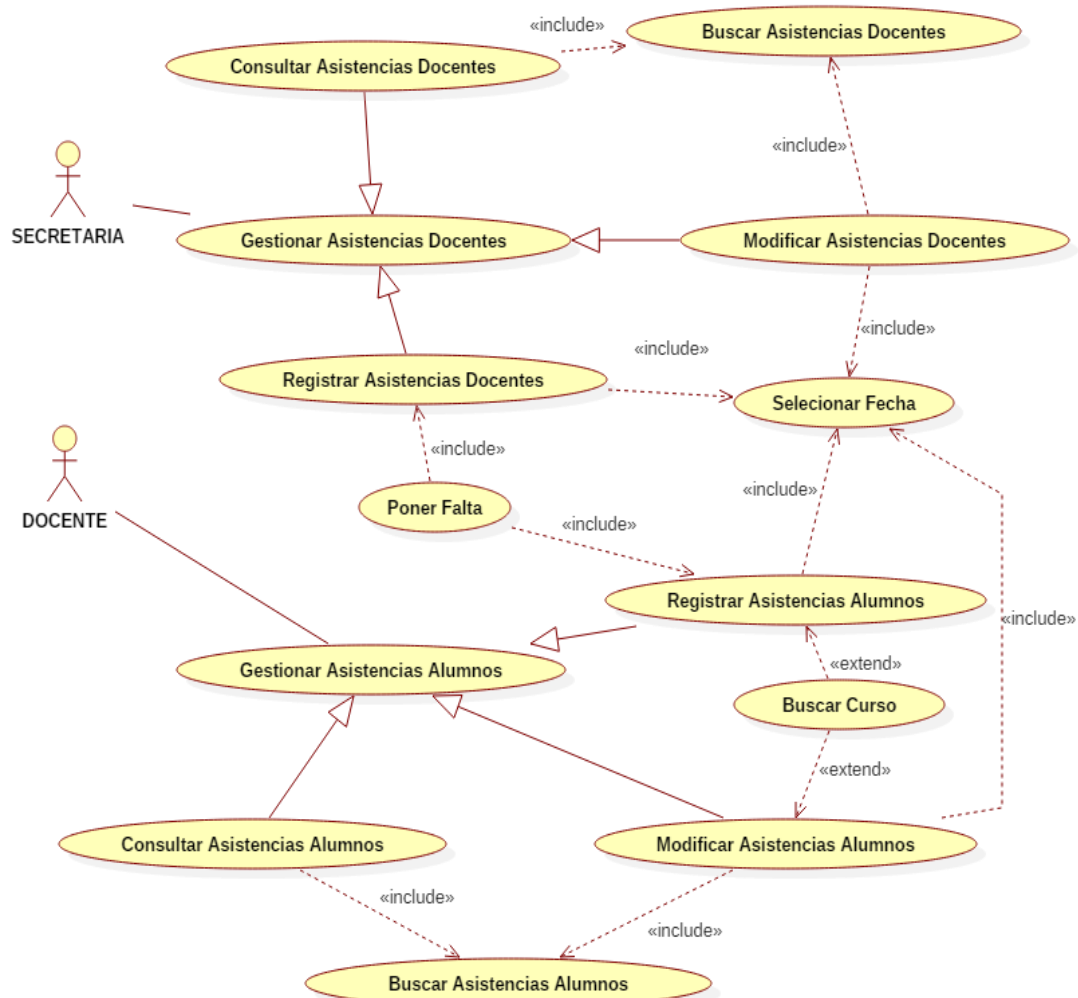 «include»
Buscar Asistencias Docentes
Consultar Asistencias Docentes
«include»
SECRETARIA
Gestionar Asistencias Docentes
Modificar Asistencias Docentes
«include»
«include»
Registrar Asistencias Docentes
Selecionar Fecha
«include»
DOCENTE
Poner Falta
«include»
«include»
Registrar Asistencias Alumnos
«include»
Gestionar Asistencias Alumnos
«extend»
Buscar Curso
«extend»
Consultar Asistencias Alumnos
Modificar Asistencias Alumnos
«include»
«include»
Buscar Asistencias Alumnos